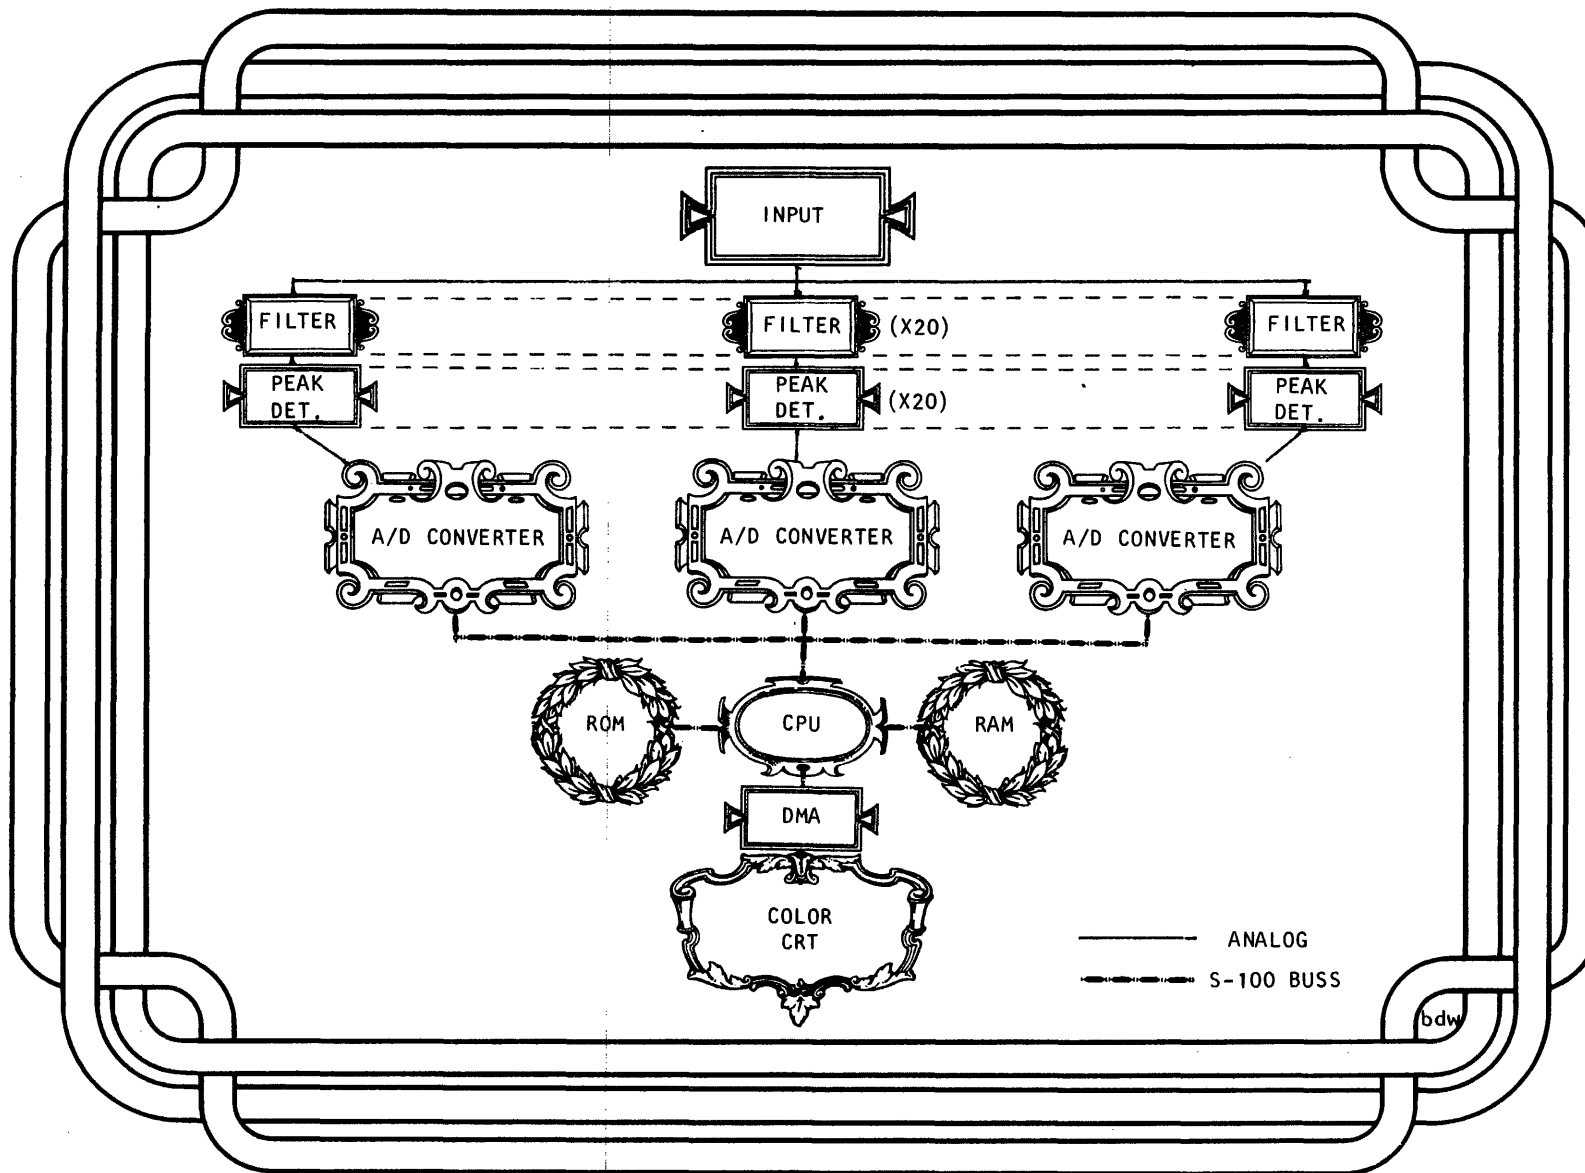 INPUT
FILTER
FILTER
(X20)
FILTER
PEAK
DET.
PEAK
DET.
(X20)
PEAK
DET.
A/D CONVERTER
A/D CONVERTER
A/D CONVERTER
ROM
CPU
RAM
DMA
COLOR
CRT
ANALOG
S-100 BUSS
bdw